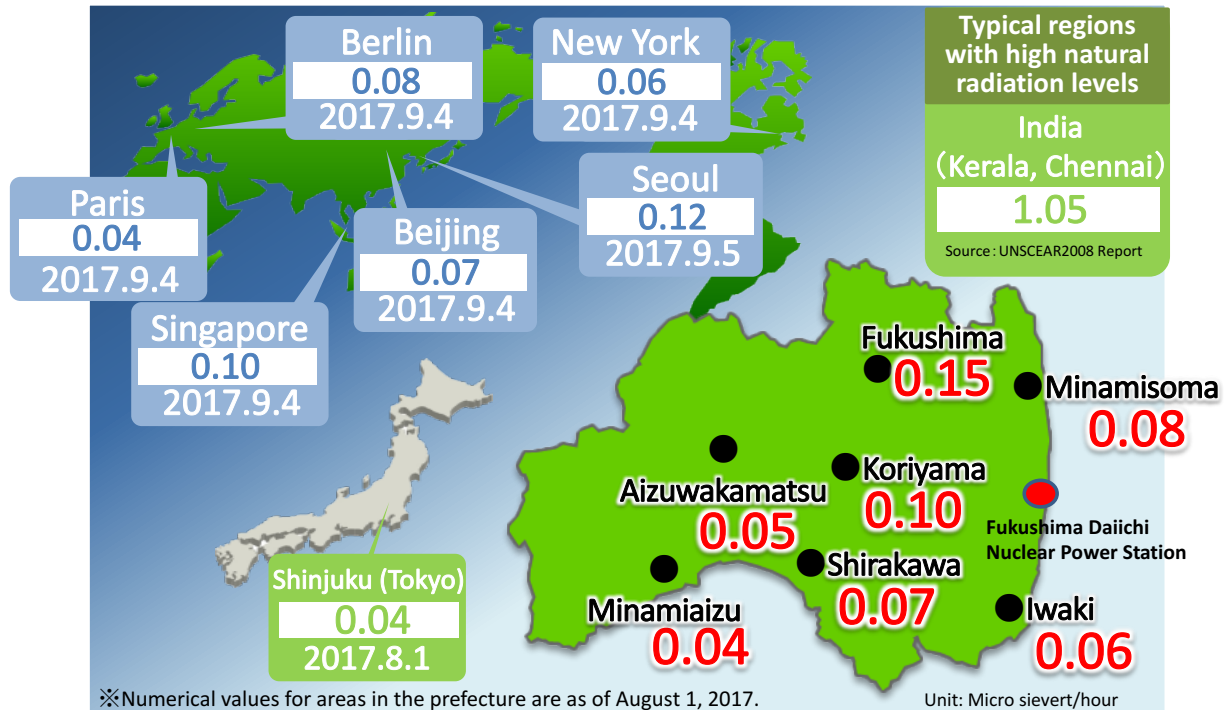 Berlin
0.08
2017.9.4
New York
0.06
2017.9.4
Typical regions
with high natural
radiation levels
India
(Kerala, Chennai)
1.05
Source : UNSCEAR2008 Report
Paris
0.04
2017.9.4
Seoul
0.12
2017.9.5
Beijing
0.07
2017.9.4
Singapore
0.10
2017.9.4
Fukushima
0.15
Minamisoma
0.08
Aizuwakamatsu
0.05
Koriyama
0.10
Fukushima Daiichi
Nuclear Power Station
Shirakawa
0.07
Minamiaizu
0.04
Iwaki
0.06
Shinjuku (Tokyo)
0.04
2017.8.1
※Numerical values for areas in the prefecture are as of August 1, 2017.
Unit: Micro sievert/hour